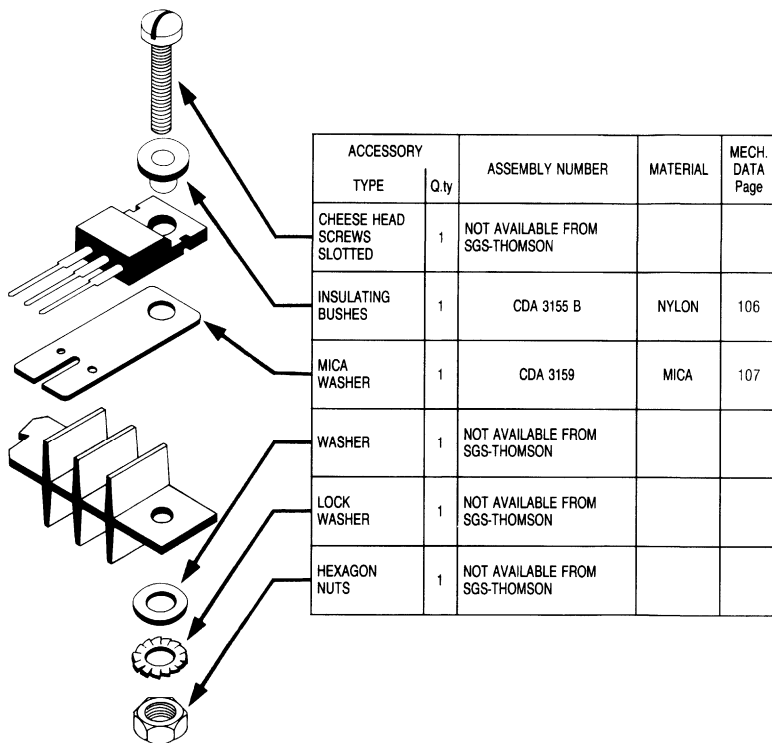 ACCESSORY
TYPE
Q.ty
ASSEMBLY NUMBER
MATERIAL
MECH.
DATA
Page
CHEESE HEAD
SCREWS
SLOTTED
1
NOT AVAILABLE FROM
SGS-THOMSON
INSULATING
BUSHES
1
CDA 3155 B
NYLON
106
MICA
WASHER
1
CDA 3159
MICA
107
WASHER
1
NOT AVAILABLE FROM
SGS-THOMSON
LOCK
WASHER
1
NOT AVAILABLE FROM
SGS-THOMSON
HEXAGON
NUTS
1
NOT AVAILABLE FROM
SGS-THOMSON